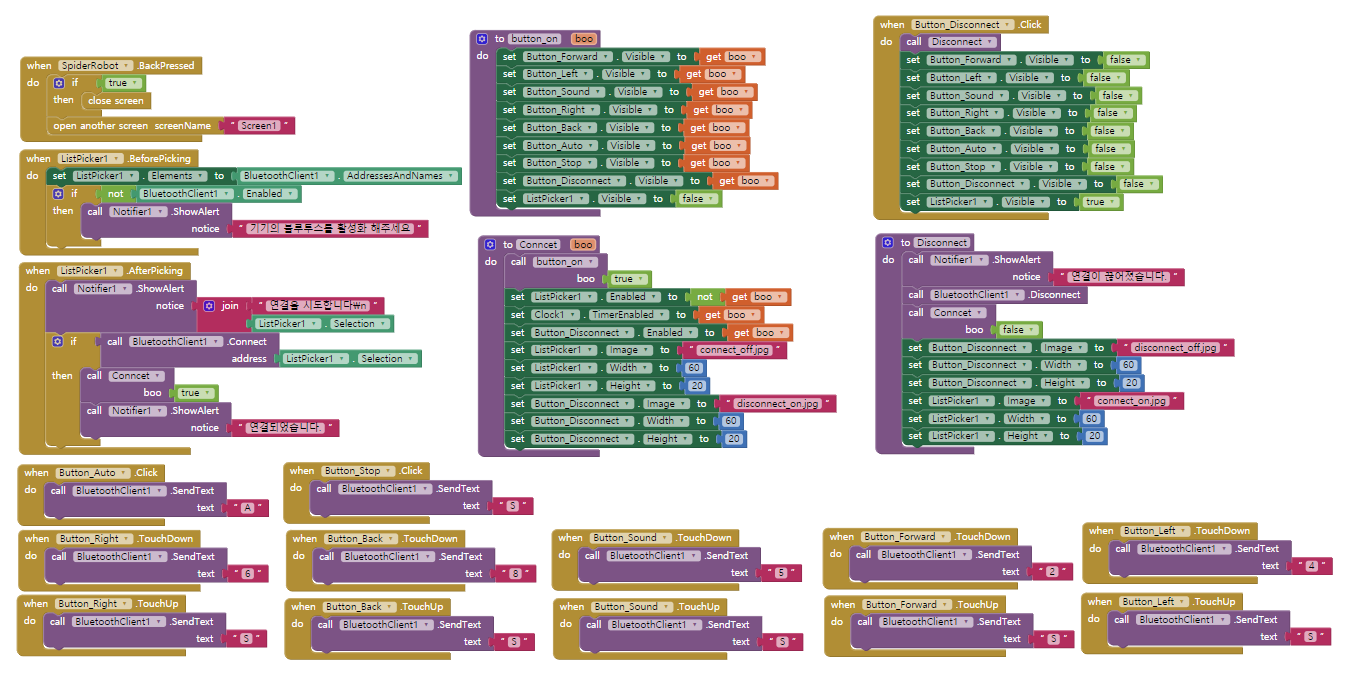 when SpiderRobot .BackPressed
do if true
then close screen
open another screen screenName " Screen1 "
when ListPicker1 .BeforePicking
do set ListPicker1 . Elements to BluetoothClient1 . AddressesAndNames
if not BluetoothClient1 . Enabled
then call Notifier1 .ShowAlert
notice " 기기의 블루투스를 활성화 해주세요 "
when ListPicker1 .AfterPicking
do call Notifier1 .ShowAlert
notice join " 연결을 시도합니다₩n "
ListPicker1 . Selection
if call BluetoothClient1 .Connect
address ListPicker1 . Selection
then call Conncet
boo true
call Notifier1 .ShowAlert
notice " 연결되었습니다. "
to button_on boo
do set Button_Forward . Visible to get boo
set Button_Left . Visible to get boo
set Button_Sound . Visible to get boo
set Button_Right . Visible to get boo
set Button_Back . Visible to get boo
set Button_Auto . Visible to get boo
set Button_Stop . Visible to get boo
set Button_Disconnect . Visible to get boo
set ListPicker1 . Visible to false
to Conncet boo
do call button_on
boo true
set ListPicker1 . Enabled to not get boo
set Clock1 . TimerEnabled to get boo
set Button_Disconnect . Enabled to get boo
set ListPicker1 . Image to " connect_off.jpg "
set ListPicker1 . Width to 60
set ListPicker1 . Height to 20
set Button_Disconnect . Image to " disconnect_on.jpg "
set Button_Disconnect . Width to 60
set Button_Disconnect . Height to 20
when Button_Disconnect .Click
do call Disconnect
set Button_Forward . Visible to false
set Button_Left . Visible to false
set Button_Sound . Visible to false
set Button_Right . Visible to false
set Button_Back . Visible to false
set Button_Auto . Visible to false
set Button_Stop . Visible to false
set Button_Disconnect . Visible to false
set ListPicker1 . Visible to true
to Disconnect
do call Notifier1 .ShowAlert
notice " 연결이 끊어졌습니다. "
call BluetoothClient1 .Disconnect
call Conncet
boo false
set Button_Disconnect . Image to " disconnect_off.jpg "
set Button_Disconnect . Width to 60
set Button_Disconnect . Height to 20
set ListPicker1 . Image to " connect_on.jpg "
set ListPicker1 . Width to 60
set ListPicker1 . Height to 20
when Button_Auto .Click
do call BluetoothClient1 .SendText
text " A "
when Button_Stop .Click
do call BluetoothClient1 .SendText
text " S "
when Button_Right .TouchDown
do call BluetoothClient1 .SendText
text " 6 "
when Button_Back .TouchDown
do call BluetoothClient1 .SendText
text " 8 "
when Button_Sound .TouchDown
do call BluetoothClient1 .SendText
text " 5 "
when Button_Forward .TouchDown
do call BluetoothClient1 .SendText
text " 2 "
when Button_Left .TouchDown
do call BluetoothClient1 .SendText
text " 4 "
when Button_Right .TouchUp
do call BluetoothClient1 .SendText
text " S "
when Button_Back .TouchUp
do call BluetoothClient1 .SendText
text " S "
when Button_Sound .TouchUp
do call BluetoothClient1 .SendText
text " S "
when Button_Forward .TouchUp
do call BluetoothClient1 .SendText
text " S "
when Button_Left .TouchUp
do call BluetoothClient1 .SendText
text " S "